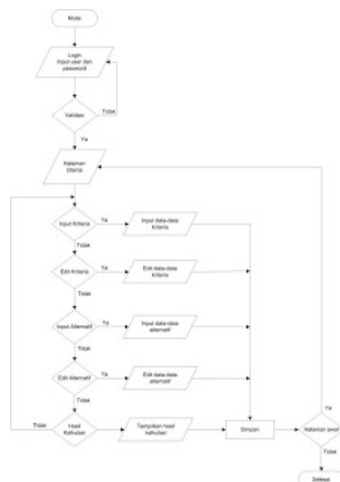 Mulai
Login
Input user dan
password
Validasi
Tidak
Ya
Halaman
Utama
Input Kriteria
Ya
Input data-data
kriteria
Tidak
Edit Kriteria
Ya
Edit data-data
kriteria
Tidak
Input Alternatif
Ya
Input data-data
alternatif
Tidak
Edit Alternatif
Ya
Edit data-data
alternatif
Tidak
Tidak
Hasil
Kalkulasi
Tampilkan hasil
kalkulasi
Simpan
Ya
Halaman awal
Tidak
Selesai